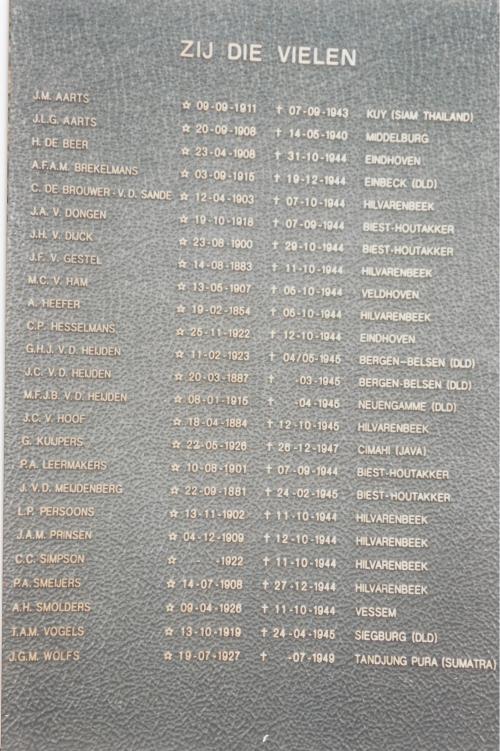 ZIJ DIE VIELEN
J.M. AARTS ☆ 09-09-1911 † 07-09-1943 KUY (SIAM THAILAND)
J.L.G. AARTS ☆ 20-09-1908 † 14-05-1940 MIDDELBURG
H. DE BEER ☆ 23-04-1908 † 31-10-1944 EINDHOVEN
A.F.A.M. BREKELMANS ☆ 03-09-1915 † 19-12-1944 EINBECK (DLD)
C. DE BROUWER - V.D. SANDE ☆ 12-04-1903 † 07-10-1944 HILVARENBEEK
J.A. V. DONGEN ☆ 19-10-1918 † 07-09-1944 BIEST-HOUTAKKER
J.H. V. DIJCK ☆ 23-08-1900 † 29-10-1944 BIEST-HOUTAKKER
J.F. V. GESTEL ☆ 14-08-1883 † 11-10-1944 HILVARENBEEK
M.C. V. HAM ☆ 13-05-1907 † 06-10-1944 VELDHOVEN
A. HEEFER ☆ 19-02-1854 † 06-10-1944 HILVARENBEEK
C.P. HESSELMANS ☆ 25-11-1922 † 12-10-1944 EINDHOVEN
G.H.J. V.D. HEIJDEN ☆ 11-02-1923 † 04/05-1945 BERGEN-BELSEN (DLD)
J.C. V.D. HEIJDEN ☆ 20-03-1887 † -03-1945 BERGEN-BELSEN (DLD)
M.F.J.B. V.D. HEIJDEN ☆ 08-01-1915 † -04-1945 NEUENGAMME (DLD)
J.C. V. HOOF ☆ 18-04-1884 † 12-10-1945 HILVARENBEEK
G. KUIJPERS ☆ 22-05-1926 † 26-12-1947 CIMAHI (JAVA)
P.A. LEERMAKERS ☆ 10-08-1901 † 07-09-1944 BIEST-HOUTAKKER
J. V.D. MEIJDENBERG ☆ 22-09-1881 † 24-02-1945 BIEST-HOUTAKKER
L.P. PERSOONS ☆ 13-11-1902 † 11-10-1944 HILVARENBEEK
J.A.M. PRINSEN ☆ 04-12-1909 † 12-10-1944 HILVARENBEEK
C.C. SIMPSON ☆ - -1922 † 11-10-1944 HILVARENBEEK
P.A. SMEIJERS ☆ 14-07-1908 † 27-12-1944 HILVARENBEEK
A.H. SMOLDERS ☆ 09-04-1926 † 11-10-1944 VESSEM
T.A.M. VOGELS ☆ 13-10-1919 † 24-04-1945 SIEGBURG (DLD)
J.G.M. WOLFS ☆ 19-07-1927 † -07-1949 TANDJUNG PURA (SUMATRA)